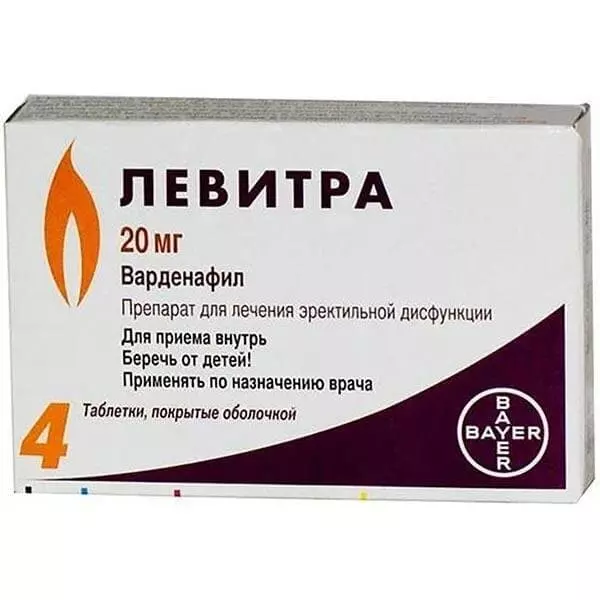 ЛЕВИТРА
20 мг
Варденафил
Препарат для лечения эректильной дисфункции
Для приема внутрь
Беречь от детей!
Применять по назначению врача
4 Таблетки, покрытые оболочкой
BAYER
BAYER